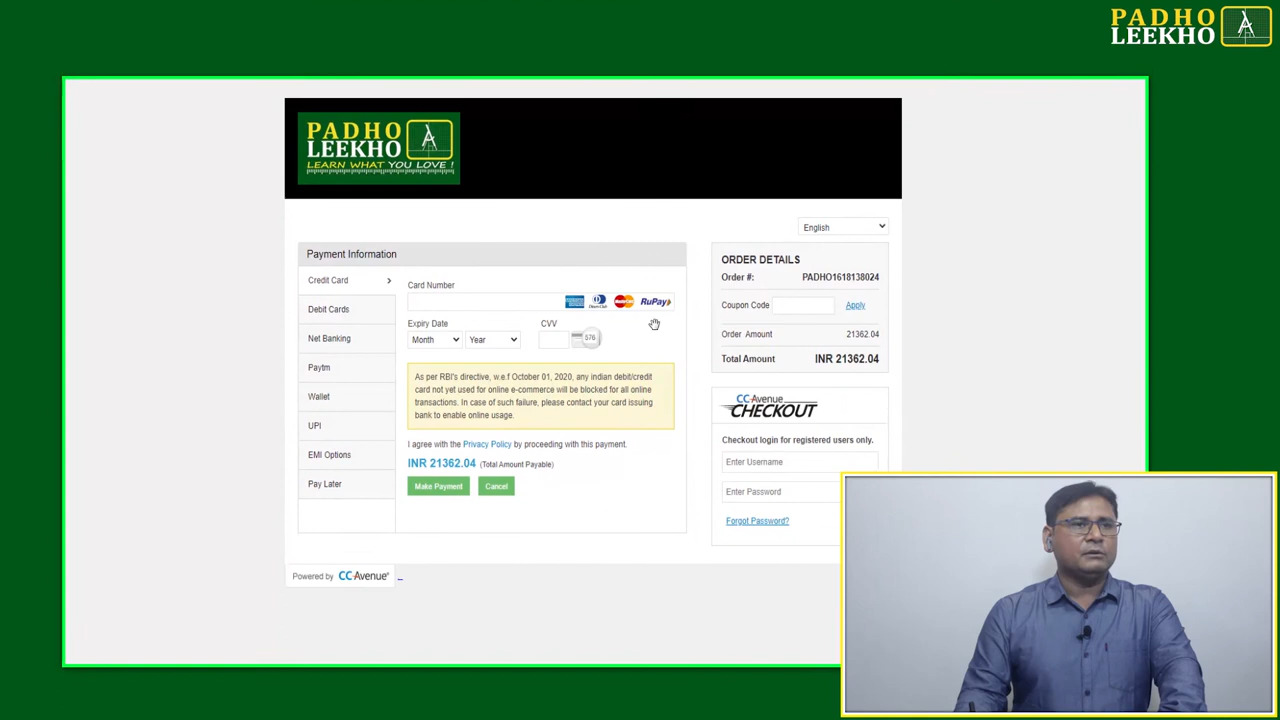 PADHO
LEEKHO
PADHO
LEEKHO
LEARN WHAT YOU LOVE !
English
Payment Information
Credit Card
Debit Cards
Net Banking
Paytm
Wallet
UPI
EMI Options
Pay Later
Card Number
RuPay
Expiry Date
CVV
Month
Year
576
As per RBI's directive, w.e.f October 01, 2020, any indian debit/credit
card not yet used for online e-commerce will be blocked for all online
transactions. In case of such failure, please contact your card issuing
bank to enable online usage.
I agree with the Privacy Policy by proceeding with this payment.
INR 21362.04 (Total Amount Payable)
Make Payment
Cancel
ORDER DETAILS
Order #: PADHO1618138024
Coupon Code Apply
Order Amount 21362.04
Total Amount INR 21362.04
CCAvenue
CHECKOUT
Checkout login for registered users only.
Enter Username
Enter Password
Forgot Password?
Powered by CCAvenue